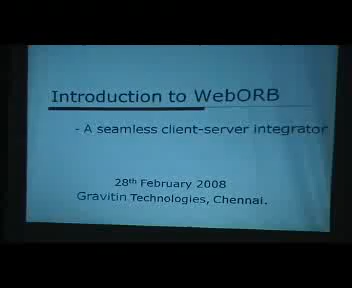 Introduction to WebORB
- A seamless client-server integrator
28th February 2008
Gravitin Technologies, Chennai.